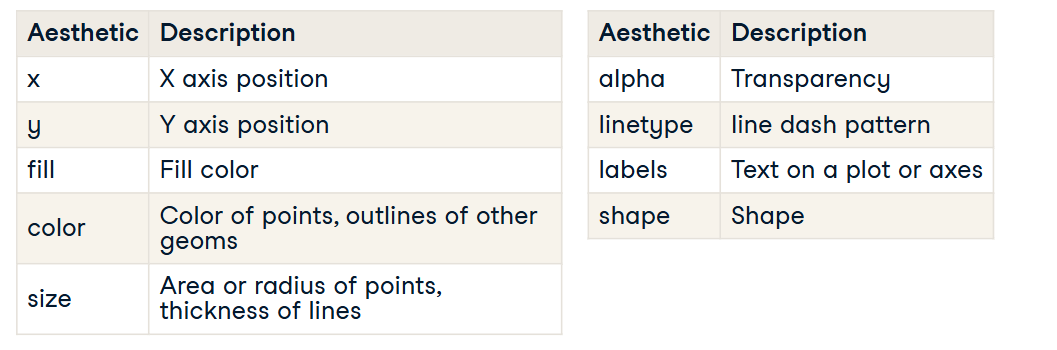 Aesthetic Description
x X axis position
y Y axis position
fill Fill color
color Color of points, outlines of other
geoms
size Area or radius of points,
thickness of lines
Aesthetic Description
alpha Transparency
linetype line dash pattern
labels Text on a plot or axes
shape Shape